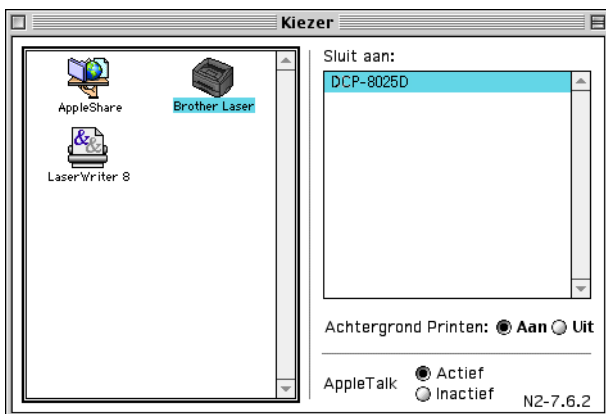 Kiezer
AppleShare
Brother Laser
LaserWriter 8
Sluit aan:
DCP-8025D
Achtergrond Printen: Aan Uit
AppleTalk
Actief
Inactief
N2-7.6.2